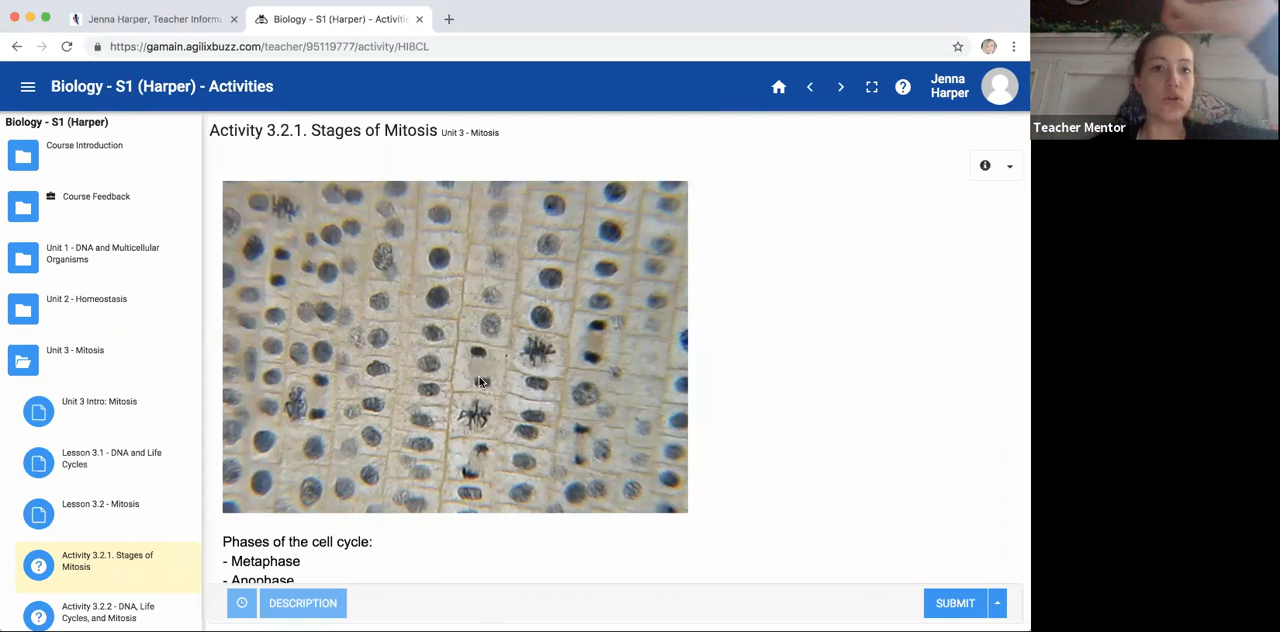 Jenna Harper, Teacher Inform
Biology - S1 (Harper) - Activiti
https://gamain.agilixbuzz.com/teacher/95119777/activity/HI8CL
Biology - S1 (Harper) - Activities
Jenna
Harper
Teacher Mentor
Biology - S1 (Harper)
Course Introduction
Course Feedback
Unit 1 - DNA and Multicellular
Organisms
Unit 2 - Homeostasis
Unit 3 - Mitosis
Unit 3 Intro: Mitosis
Lesson 3.1 - DNA and Life
Cycles
Lesson 3.2 - Mitosis
Activity 3.2.1. Stages of
Mitosis
Activity 3.2.2 - DNA, Life
Cycles, and Mitosis
Activity 3.2.1. Stages of Mitosis Unit 3 - Mitosis
Phases of the cell cycle:
- Metaphase
- Anophase
DESCRIPTION
SUBMIT